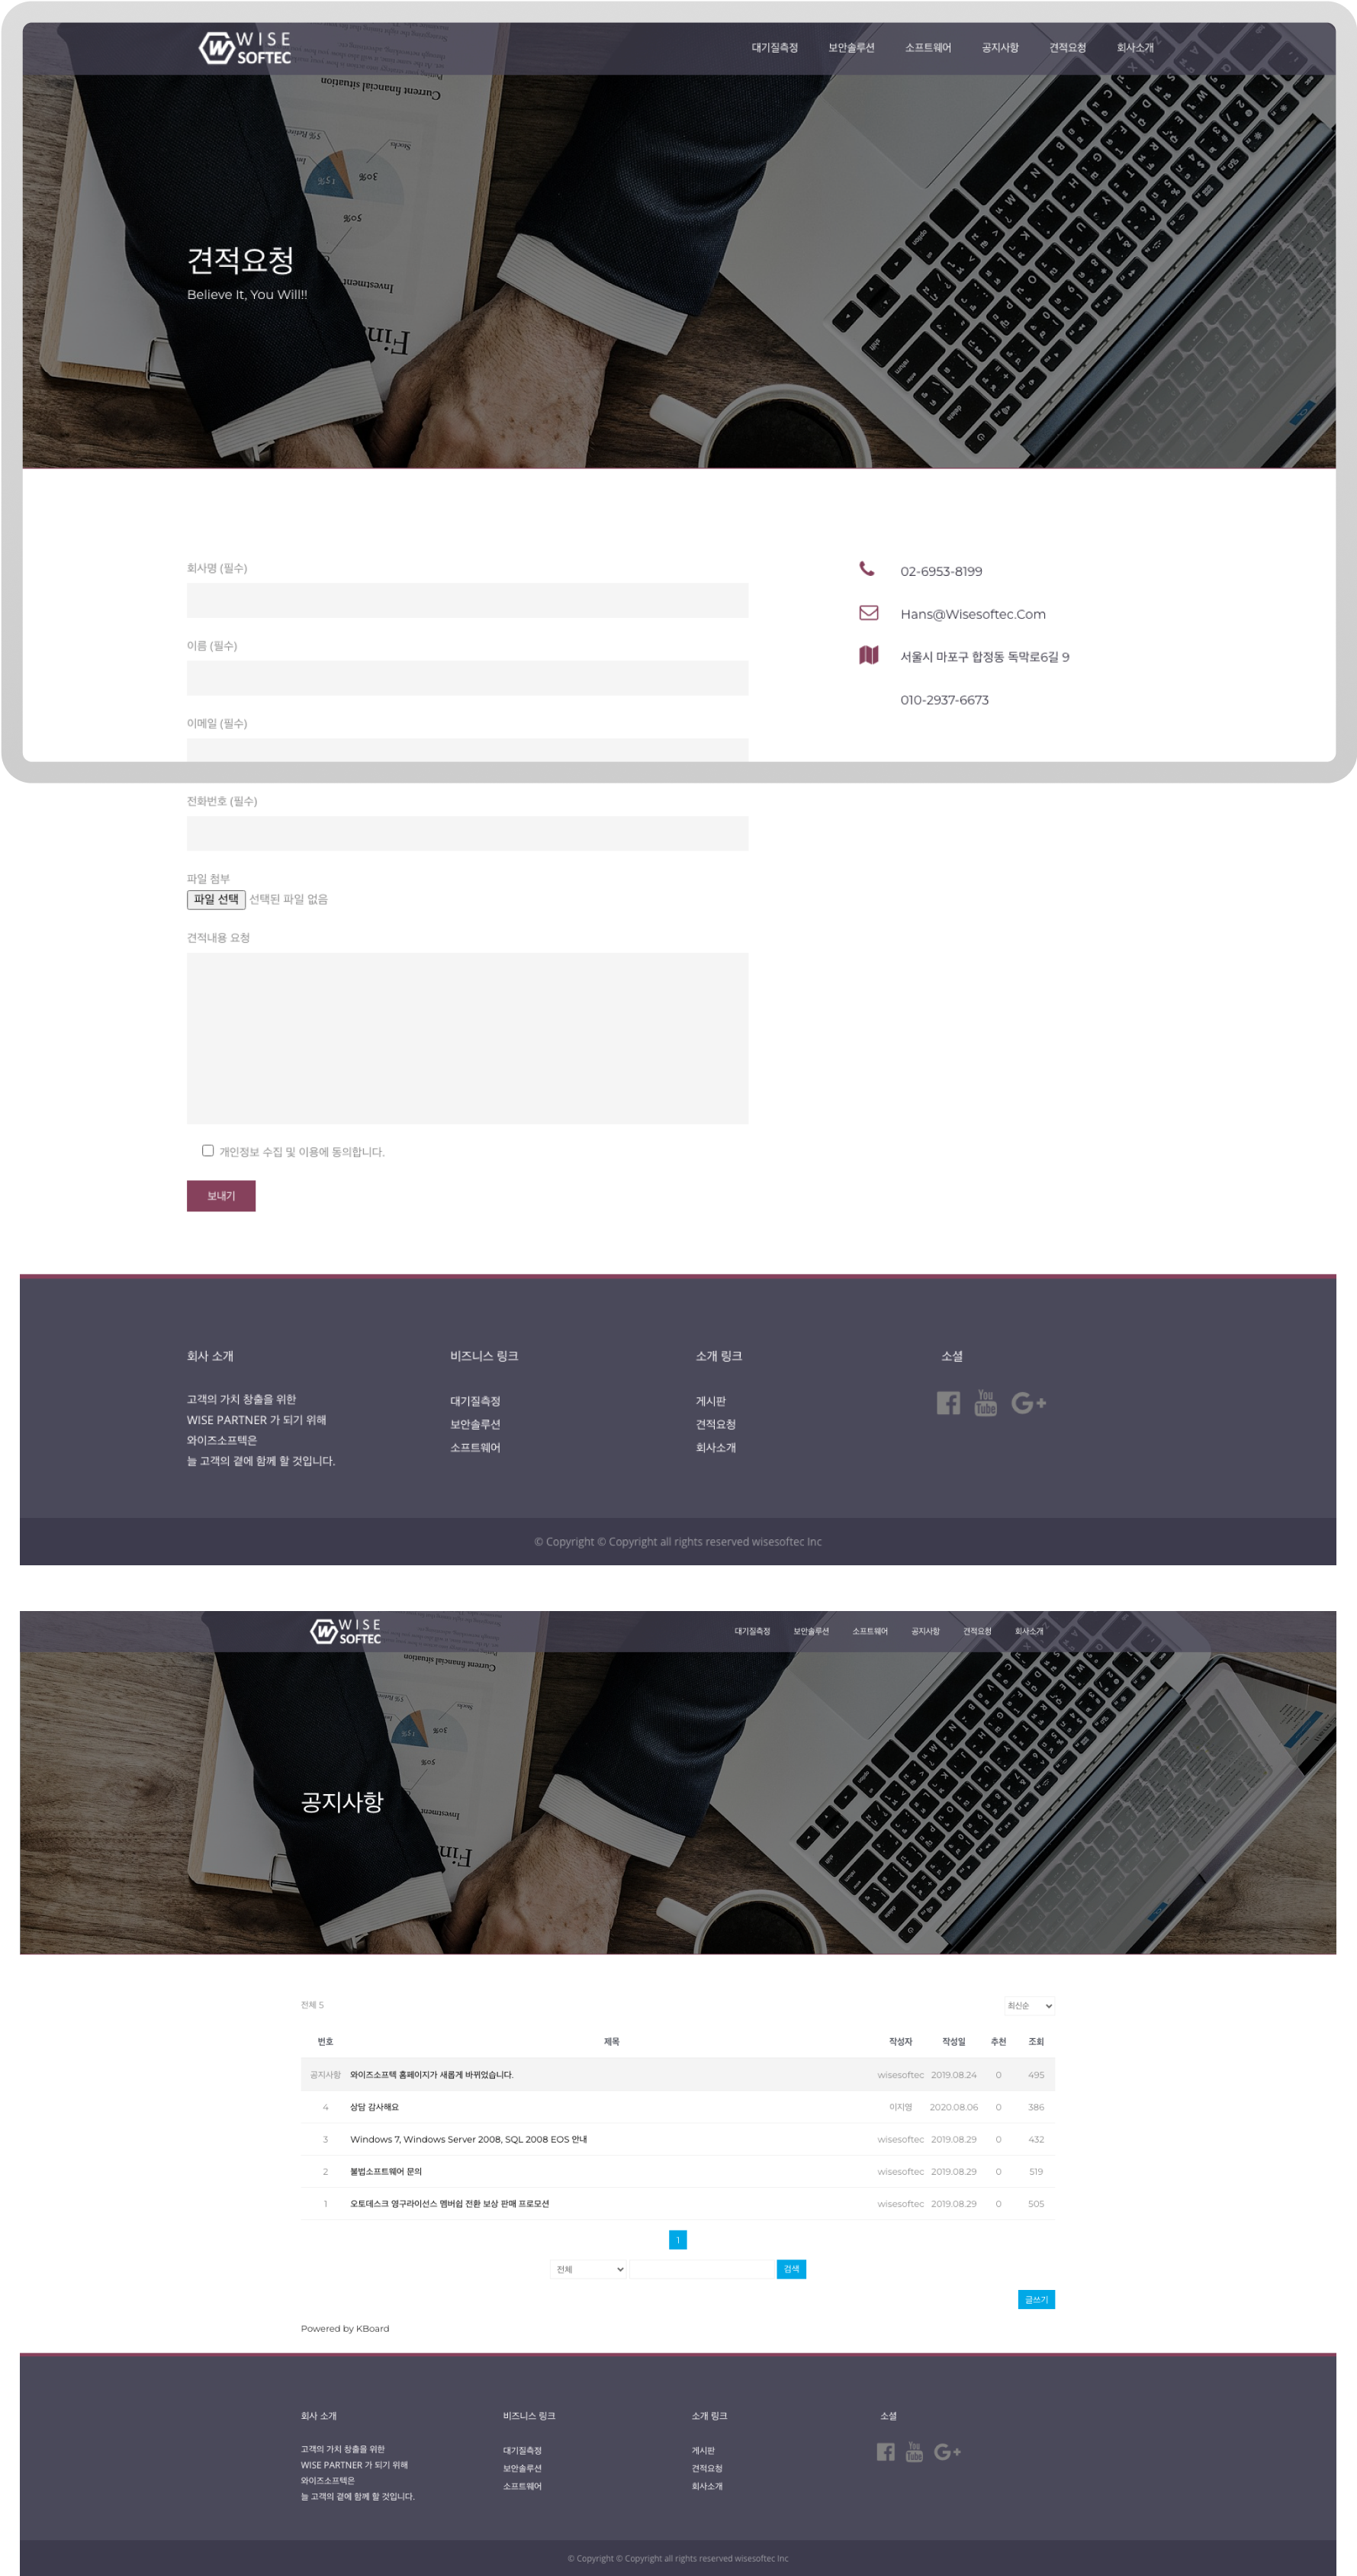 WISE
SOFTEC
대기질측정 보안솔루션 소프트웨어 공지사항 견적요청 회사소개
Current financial situation
Stocks
30%
15%
50%
Investment
견적요청
Believe It, You Will!!
회사명 (필수)
이름 (필수)
이메일 (필수)
전화번호 (필수)
파일 첨부
파일 선택 선택된 파일 없음
견적내용 요청
개인정보 수집 및 이용에 동의합니다.
보내기
02-6953-8199
Hans@Wisesoftec.Com
서울시 마포구 합정동 독막로6길 9
010-2937-6673
회사 소개
고객의 가치 창출을 위한
WISE PARTNER 가 되기 위해
와이즈소프텍은
늘 고객의 곁에 함께 할 것입니다.
비즈니스 링크
대기질측정
보안솔루션
소프트웨어
소개 링크
게시판
견적요청
회사소개
소셜
You
Tube
G+
© Copyright © Copyright all rights reserved wisesoftec Inc
WISE
SOFTEC
대기질측정 보안솔루션 소프트웨어 공지사항 견적요청 회사소개
Current financial situation
30%
15%
50%
Investment
공지사항
전체 5
최신순
번호 제목 작성자 작성일 추천 조회
공지사항 와이즈소프텍 홈페이지가 새롭게 바뀌었습니다. wisesoftec 2019.08.24 0 495
4 상담 감사해요 이지영 2020.08.06 0 386
3 Windows 7, Windows Server 2008, SQL 2008 EOS 안내 wisesoftec 2019.08.29 0 432
2 불법소프트웨어 문의 wisesoftec 2019.08.29 0 519
1 오토데스크 영구라이선스 멤버쉽 전환 보상 판매 프로모션 wisesoftec 2019.08.29 0 505
1
전체 검색
글쓰기
Powered by KBoard
회사 소개
고객의 가치 창출을 위한
WISE PARTNER 가 되기 위해
와이즈소프텍은
늘 고객의 곁에 함께 할 것입니다.
비즈니스 링크
대기질측정
보안솔루션
소프트웨어
소개 링크
게시판
견적요청
회사소개
소셜
You
Tube
G+
© Copyright © Copyright all rights reserved wisesoftec Inc